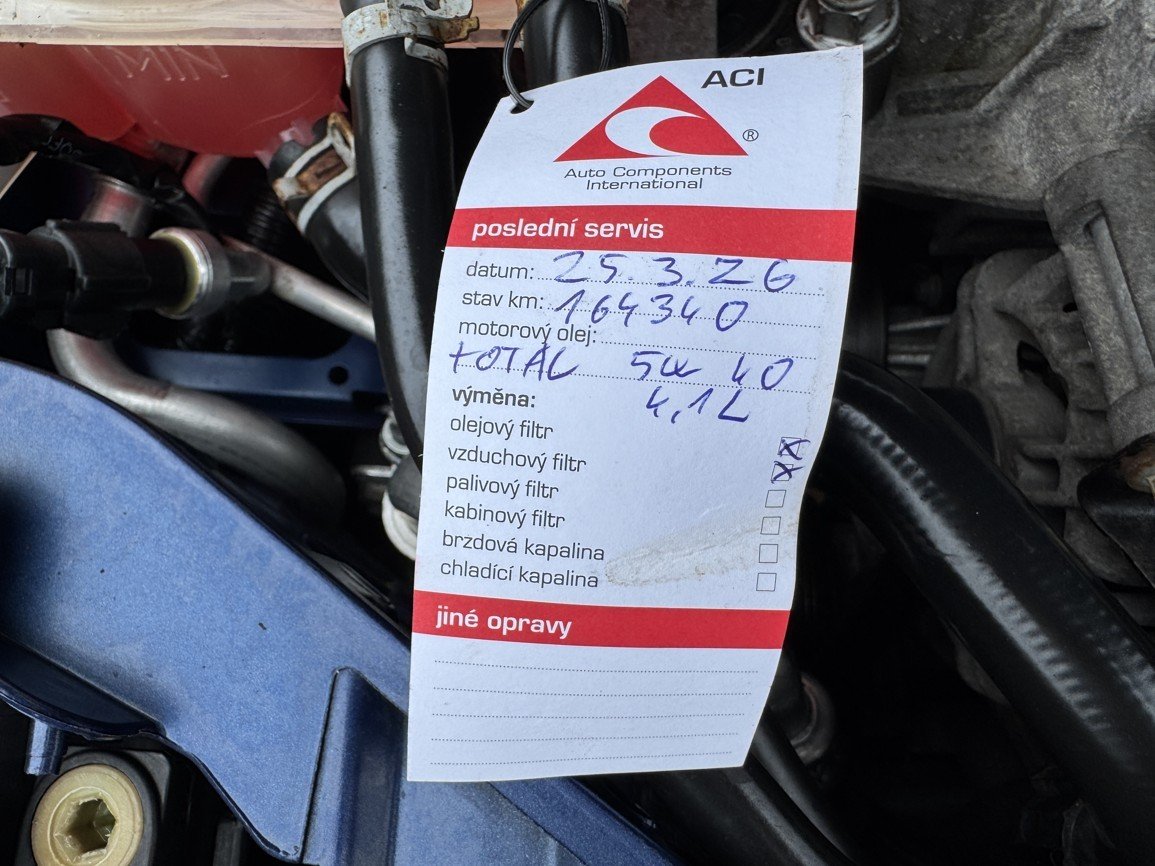 MIN
ACI
®
Auto Components
International
poslední servis
datum: 25.3.26
stav km: 164340
motorový olej:
TOTAL 5W 40
4,1L
výměna:
olejový filtr
vzduchový filtr
palivový filtr
kabinový filtr
brzdová kapalina
chladící kapalina
jiné opravy